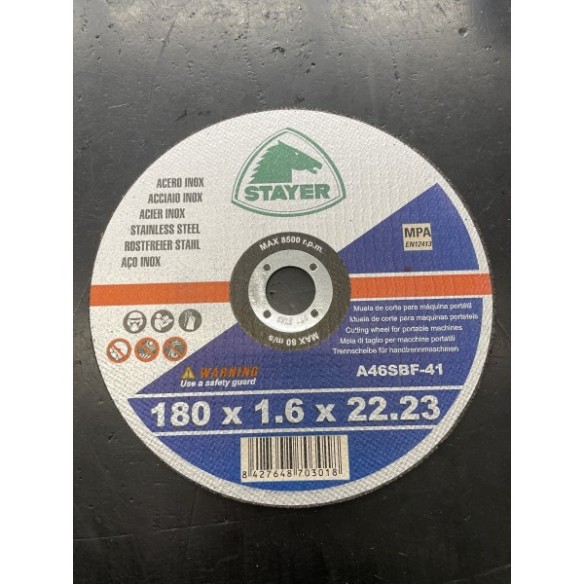 STAYER
ACERO INOX
ACCIAIO INOX
ACIER INOX
STAINLESS STEEL
ROSTFREIER STAHL
AÇO INOX
MAX 8500 r.p.m.
MPA
EN12413
MAX 80 m/s
Muela de corte para máquina portátil
Muela de corte para maquinas portateis
Cutting wheel for portable machines
Mola di taglio per macchine portatili
Trennscheibe für handtrennmaschinen
WARNING
Use a safety guard
A46SBF-41
180 x 1.6 x 22.23
8 427648 703018